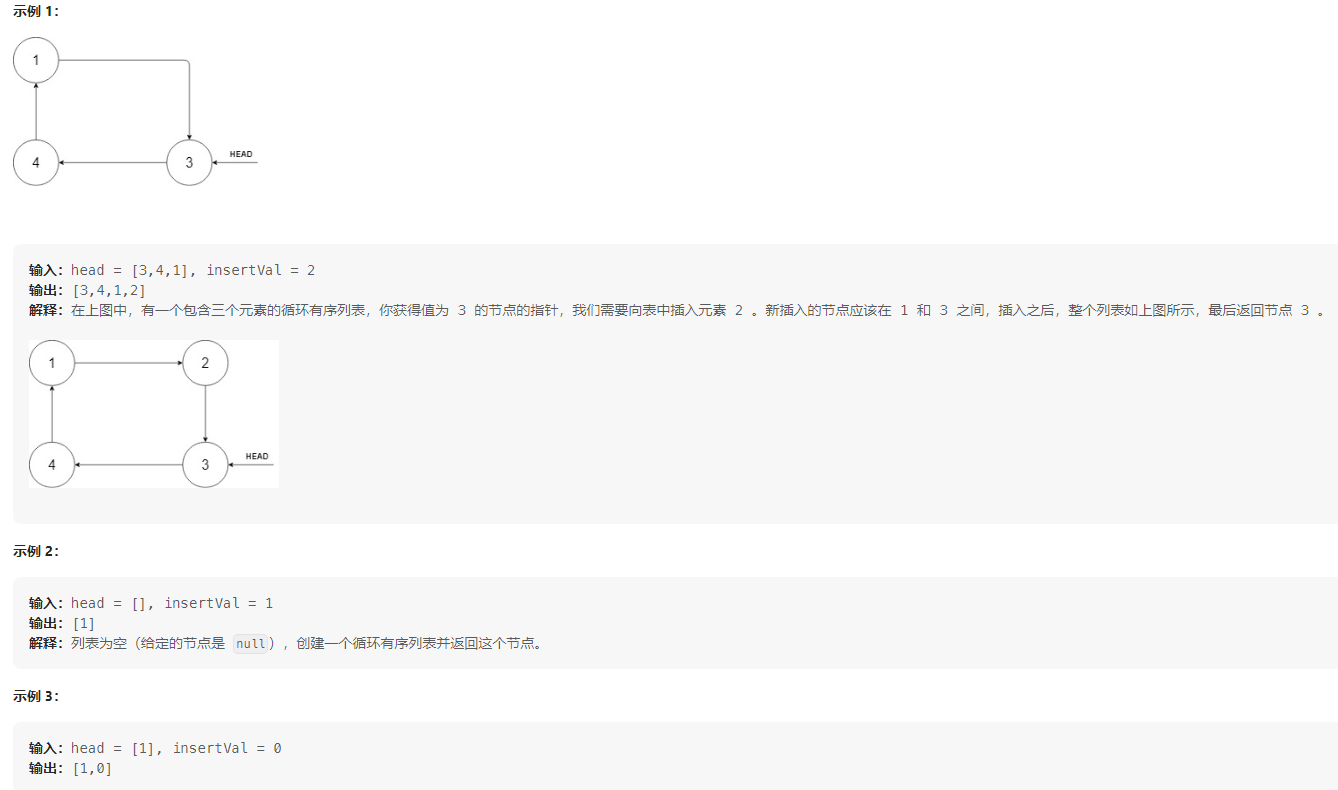 示例 1：
1
4
3
HEAD
输入：head = [3,4,1], insertVal = 2
输出：[3,4,1,2]
解释：在上图中，有一个包含三个元素的循环有序列表，你获得值为 3 的节点的指针，我们需要向表中插入元素 2 。新插入的节点应该在 1 和 3 之间，插入之后，整个列表如上图所示，最后返回节点 3 。
1
2
4
3
HEAD
示例 2：
输入：head = [], insertVal = 1
输出：[1]
解释：列表为空（给定的节点是 null），创建一个循环有序列表并返回这个节点。
示例 3：
输入：head = [1], insertVal = 0
输出：[1,0]